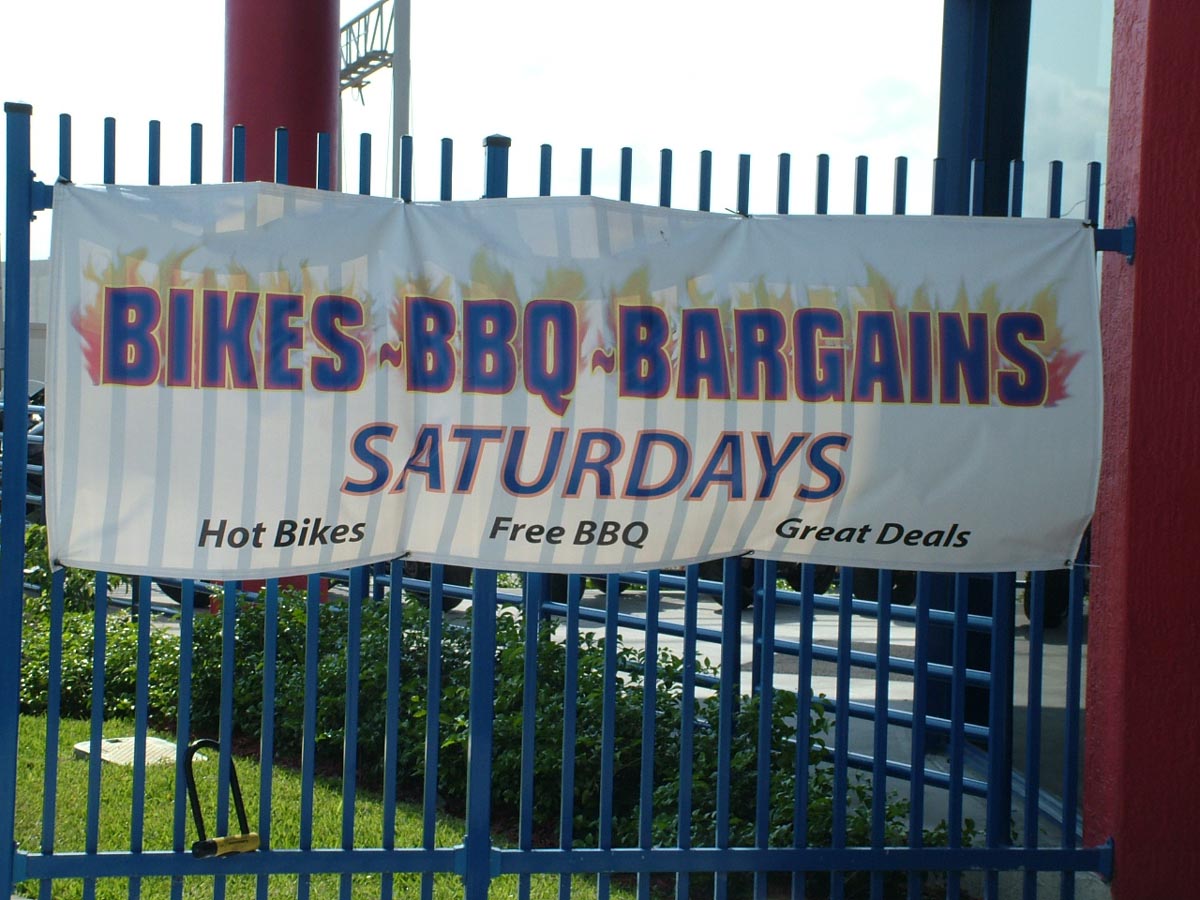 BIKES~BBQ~BARGAINS
SATURDAYS
Hot Bikes Free BBQ Great Deals